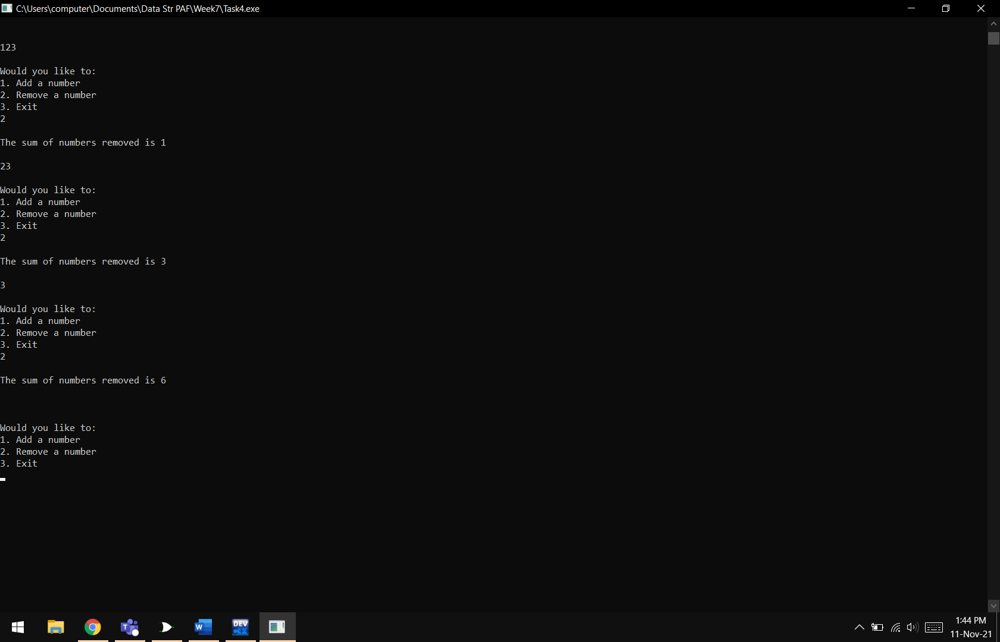 C:\Users\computer\Documents\Data Str PAF\Week7\Task4.exe
123
Would you like to:
1. Add a number
2. Remove a number
3. Exit
2
The sum of numbers removed is 1
23
Would you like to:
1. Add a number
2. Remove a number
3. Exit
2
The sum of numbers removed is 3
3
Would you like to:
1. Add a number
2. Remove a number
3. Exit
2
The sum of numbers removed is 6
Would you like to:
1. Add a number
2. Remove a number
3. Exit
T
W
DEV
C++
1:44 PM
11-Nov-21